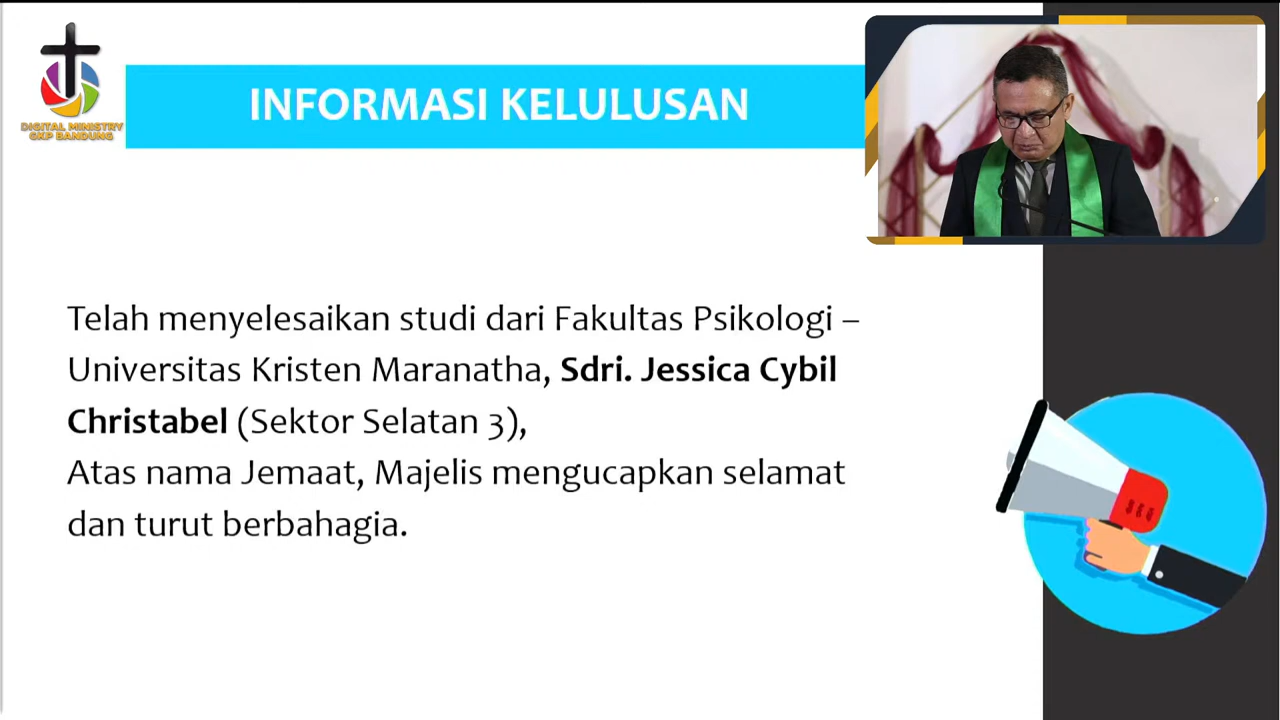 DIGITAL MINISTRY
GKP BANDUNG
INFORMASI KELULUSAN
Telah menyelesaikan studi dari Fakultas Psikologi –
Universitas Kristen Maranatha, Sdri. Jessica Cybil
Christabel (Sektor Selatan 3),
Atas nama Jemaat, Majelis mengucapkan selamat
dan turut berbahagia.